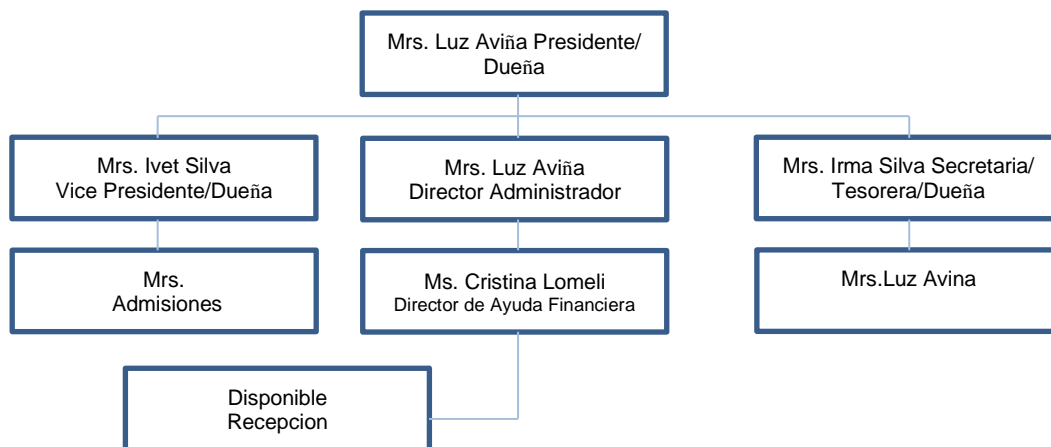 Mrs. Luz Aviña Presidente/
Dueña
Mrs. Ivet Silva
Vice Presidente/Dueña
Mrs. Luz Aviña
Director Administrador
Mrs. Irma Silva Secretaria/
Tesorera/Dueña
Mrs.
Admisiones
Ms. Cristina Lomeli
Director de Ayuda Financiera
Mrs.Luz Avina
Disponible
Recepcion